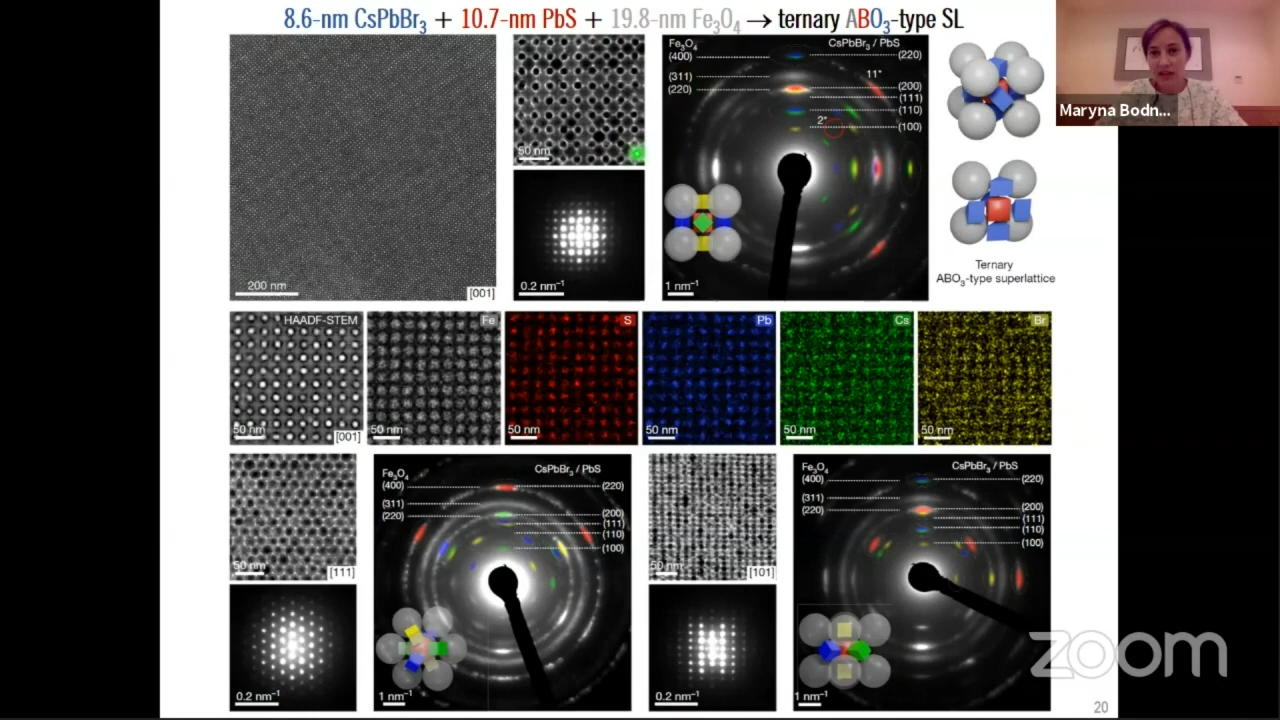 8.6-nm CsPbBr₃ + 10.7-nm PbS + 19.8-nm Fe₃O₄ → ternary ABO₃-type SL
Maryna Bodn...
200 nm
[001]
50 nm
0.2 nm⁻¹
Fe₃O₄
CsPbBr₃ / PbS
(400)
(220)
(311)
11°
(220)
(200)
(111)
(110)
2°
(100)
1 nm⁻¹
Ternary
ABO₃-type superlattice
HAADF-STEM
50 nm
[001]
Fe
50 nm
S
50 nm
Pb
50 nm
Cs
50 nm
Br
50 nm
50 nm
[111]
0.2 nm⁻¹
Fe₃O₄
CsPbBr₃ / PbS
(400)
(220)
(311)
(220)
(200)
(111)
(110)
(100)
1 nm⁻¹
50 nm
[101]
0.2 nm⁻¹
Fe₃O₄
CsPbBr₃ / PbS
(400)
(220)
(311)
(220)
(200)
(111)
(110)
(100)
1 nm⁻¹
zoom
20